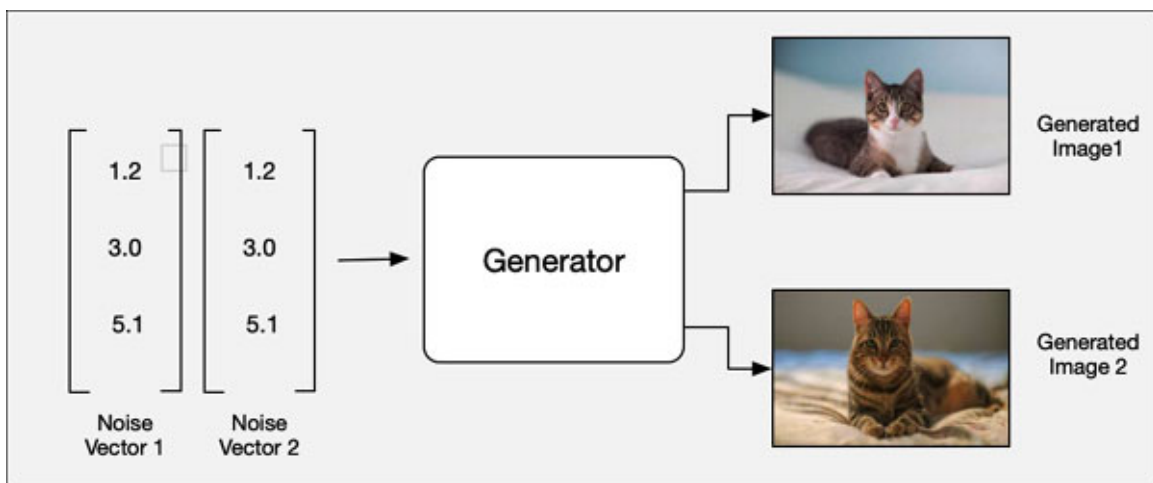 1.2
3.0
5.1
Noise
Vector 1
1.2
3.0
5.1
Noise
Vector 2
Generator
Generated
Image1
Generated
Image 2